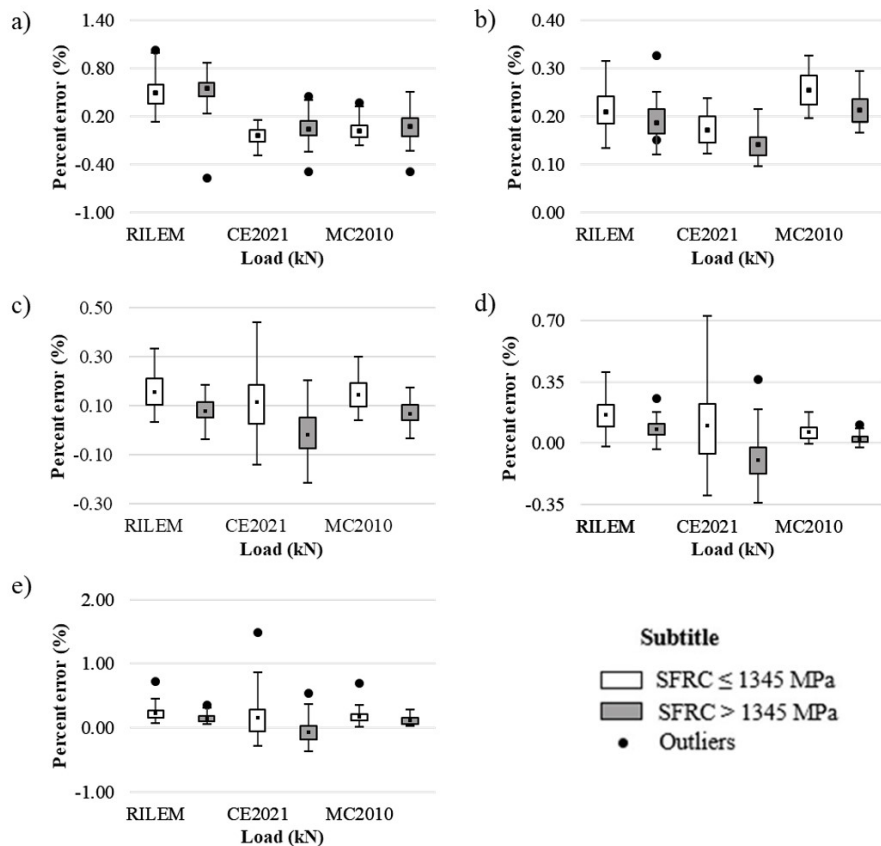 a)
Percent error (%)
1.40
0.80
0.20
-0.40
-1.00
RILEM CE2021 MC2010
Load (kN)
b)
Percent error (%)
0.40
0.30
0.20
0.10
0.00
RILEM CE2021 MC2010
Load (kN)
c)
Percent error (%)
0.50
0.30
0.10
-0.10
-0.30
RILEM CE2021 MC2010
Load (kN)
d)
Percent error (%)
0.70
0.35
0.00
-0.35
RILEM CE2021 MC2010
Load (kN)
e)
Percent error (%)
2.00
1.00
0.00
-1.00
RILEM CE2021 MC2010
Load (kN)
Subtitle
SFRC ≤ 1345 MPa
SFRC > 1345 MPa
Outliers